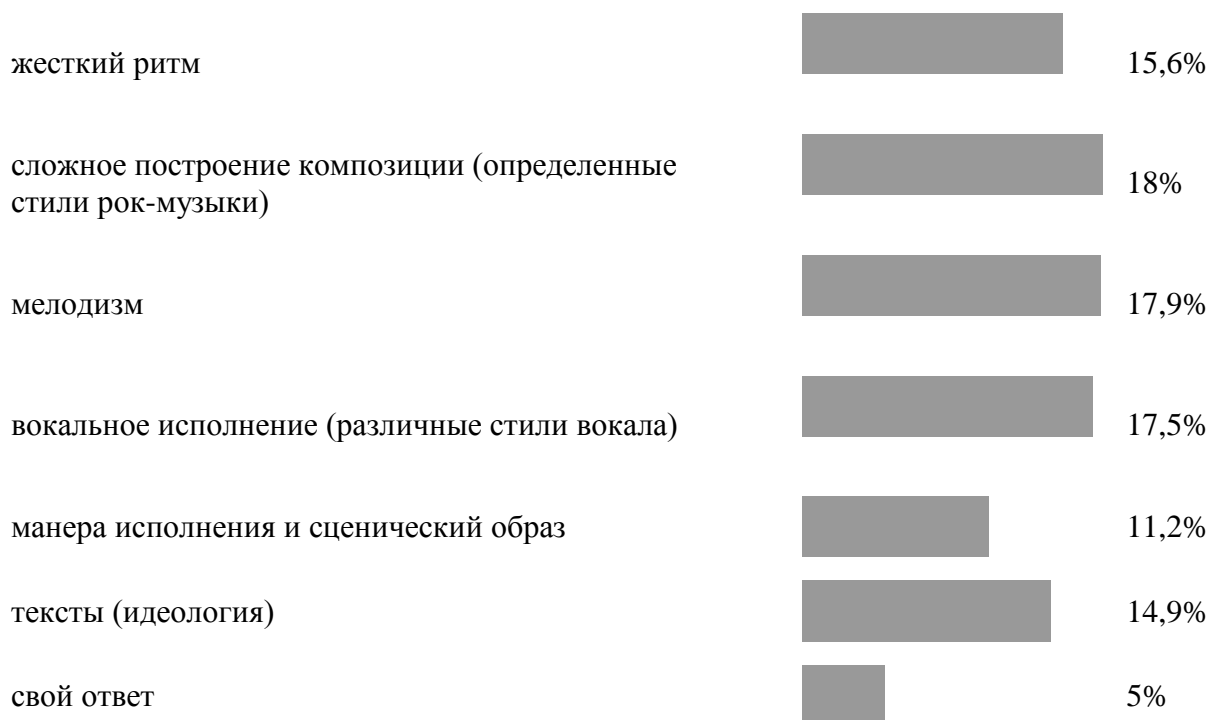 жесткий ритм 15,6%
сложное построение композиции (определенные
стили рок-музыки) 18%
мелодизм 17,9%
вокальное исполнение (различные стили вокала) 17,5%
манера исполнения и сценический образ 11,2%
тексты (идеология) 14,9%
свой ответ 5%